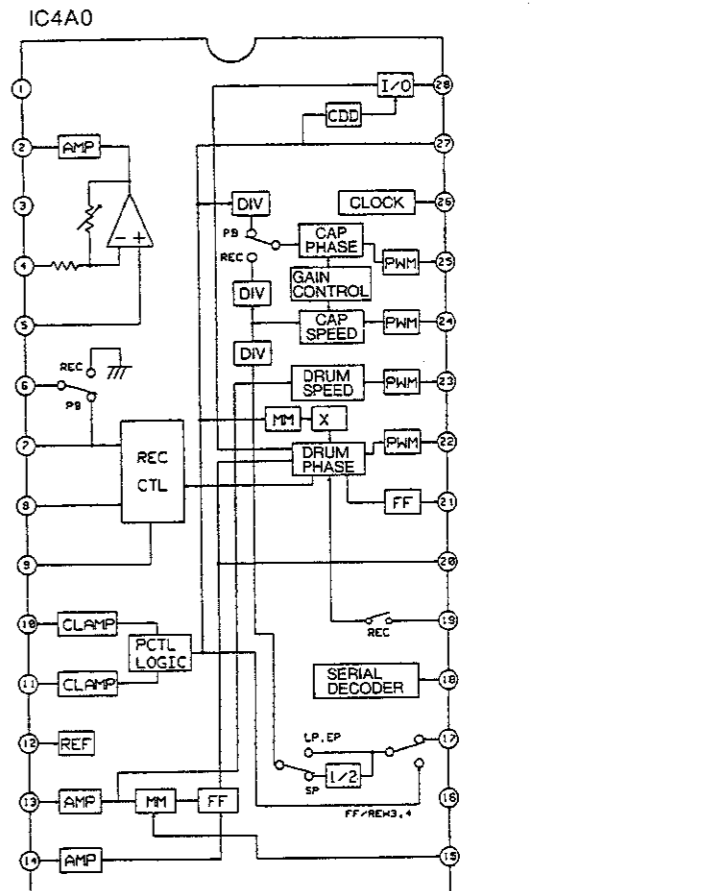 IC4A0
1
28
I/O
CDD
2
AMP
27
3
DIV
CLOCK
26
- +
PB
CAP
PHASE
4
REC
PWM
25
GAIN
CONTROL
DIV
5
CAP
SPEED
PWM
24
DIV
REC
6
DRUM
SPEED
PWM
23
PB
MM
X
7
REC
CTL
DRUM
PHASE
PWM
22
8
FF
21
9
20
10
CLAMP
19
REC
PCTL
LOGIC
11
CLAMP
SERIAL
DECODER
18
12
REF
LP.EP
17
1/2
SP
13
AMP
MM
FF
16
FF/REW3.4
14
AMP
15